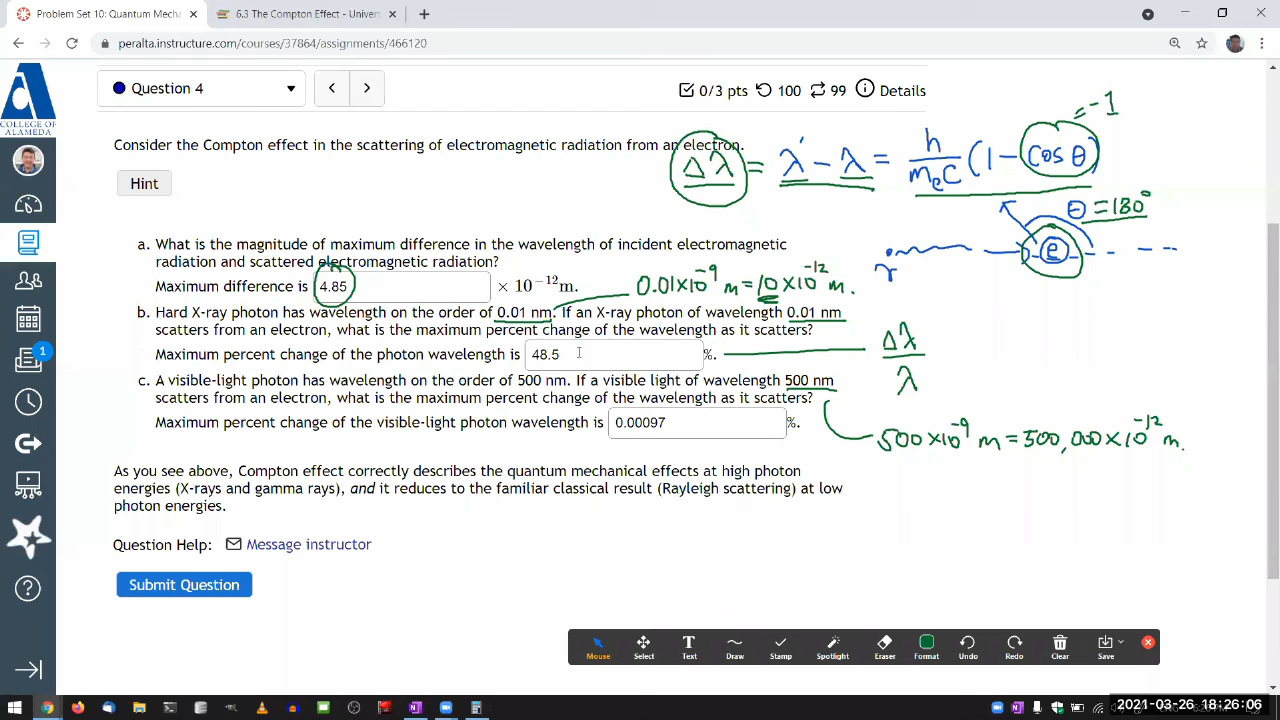 Problem Set 10: Quantum Mecha
6.3 The Compton Effect - Univers
peralta.instructure.com/courses/37864/assignments/466120
COLLEGE OF
ALAMEDA
Question 4
0/3 pts 100 99 Details
Consider the Compton effect in the scattering of electromagnetic radiation from an electron.
Hint
= -1
Δλ = λ' - λ = h/mₑc (1 - cos θ)
θ = 180°
e
r
a. What is the magnitude of maximum difference in the wavelength of incident electromagnetic
radiation and scattered electromagnetic radiation?
Maximum difference is 4.85 × 10⁻¹²m.
0.01×10⁻⁹ m = 10×10⁻¹² m.
b. Hard X-ray photon has wavelength on the order of 0.01 nm. If an X-ray photon of wavelength 0.01 nm
scatters from an electron, what is the maximum percent change of the wavelength as it scatters?
Maximum percent change of the photon wavelength is 48.5 %.
Δλ/λ
c. A visible-light photon has wavelength on the order of 500 nm. If a visible light of wavelength 500 nm
scatters from an electron, what is the maximum percent change of the wavelength as it scatters?
Maximum percent change of the visible-light photon wavelength is 0.00097 %.
500×10⁻⁹ m = 500,000×10⁻¹² m.
As you see above, Compton effect correctly describes the quantum mechanical effects at high photon
energies (X-rays and gamma rays), and it reduces to the familiar classical result (Rayleigh scattering) at low
photon energies.
Question Help: Message instructor
Submit Question
1
Mouse Select Text Draw Stamp Spotlight Eraser Format Undo Redo Clear Save
2021-03-26 18:26:06